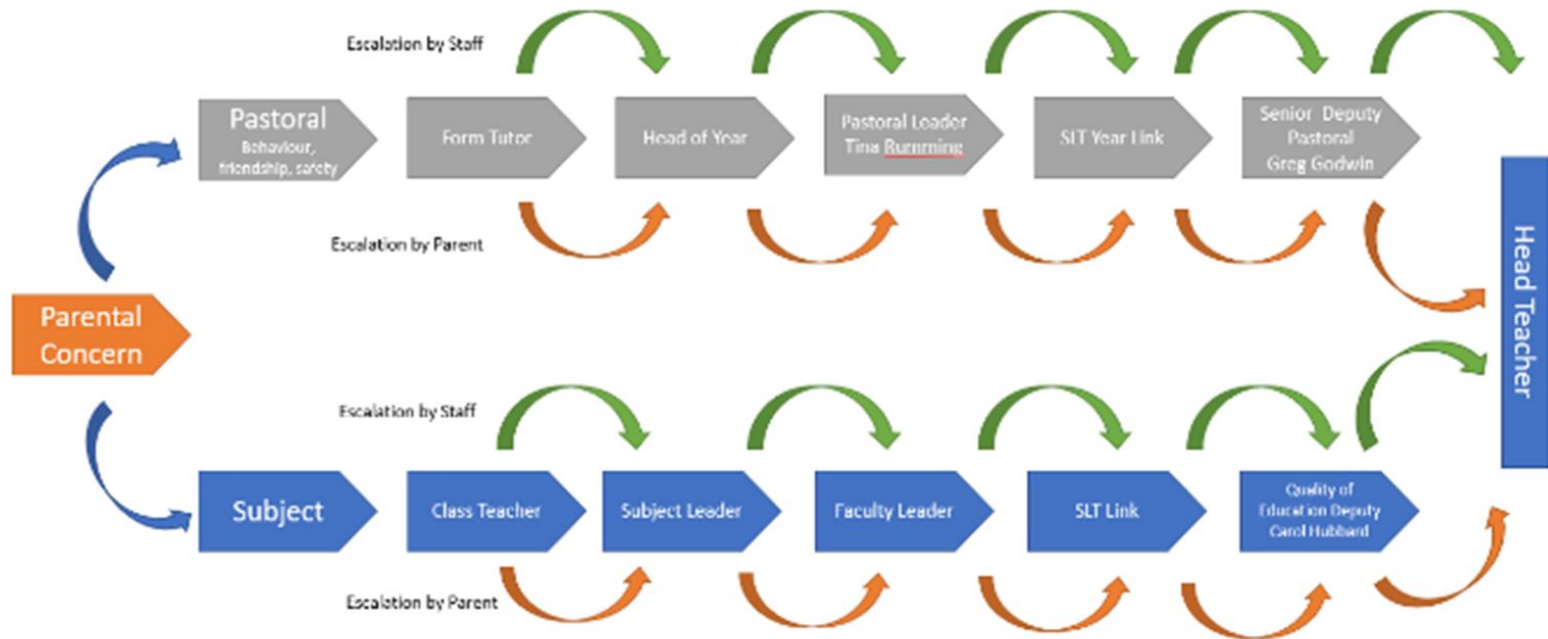 Escalation by Staff
Pastoral
Behaviour,
friendship, safety
Form Tutor
Head of Year
Pastoral Leader
Tina Rumming
SLT Year Link
Senior Deputy
Pastoral
Greg Godwin
Escalation by Parent
Parental
Concern
Head Teacher
Escalation by Staff
Subject
Class Teacher
Subject Leader
Faculty Leader
SLT Link
Quality of
Education Deputy
Carol Hubbard
Escalation by Parent